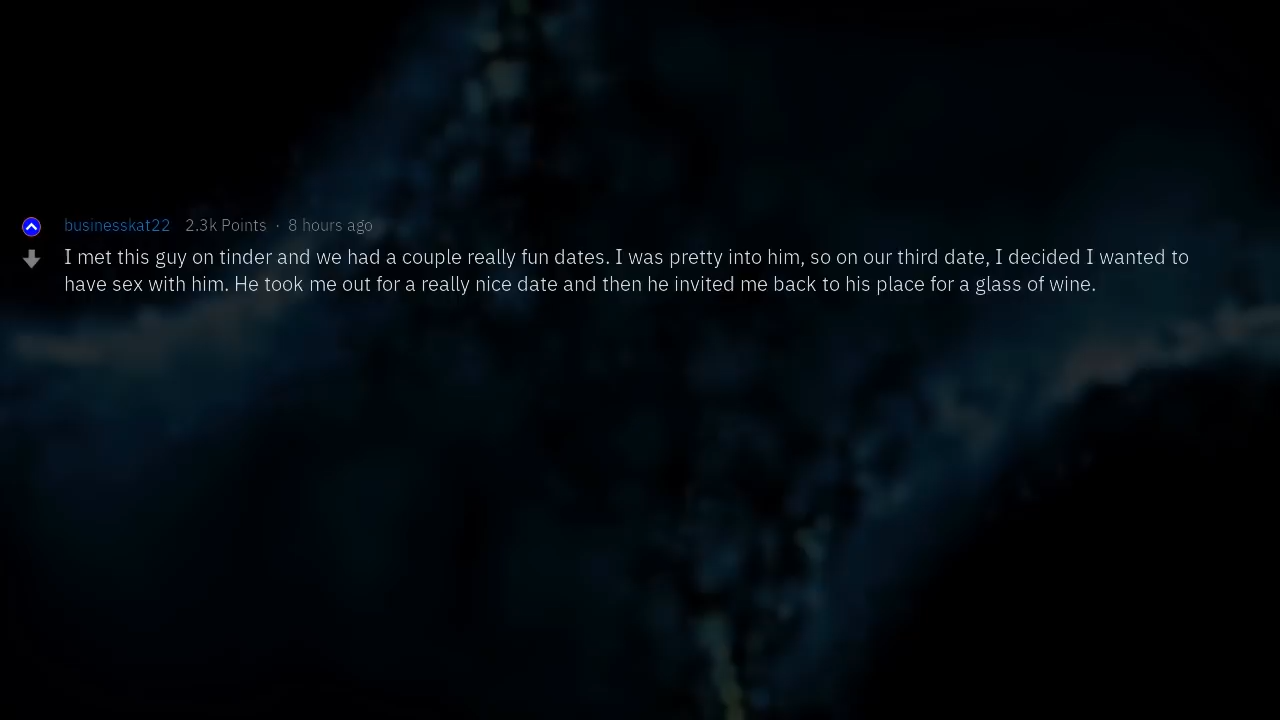 businesskat22 2.3k Points · 8 hours ago
I met this guy on tinder and we had a couple really fun dates. I was pretty into him, so on our third date, I decided I wanted to
have sex with him. He took me out for a really nice date and then he invited me back to his place for a glass of wine.